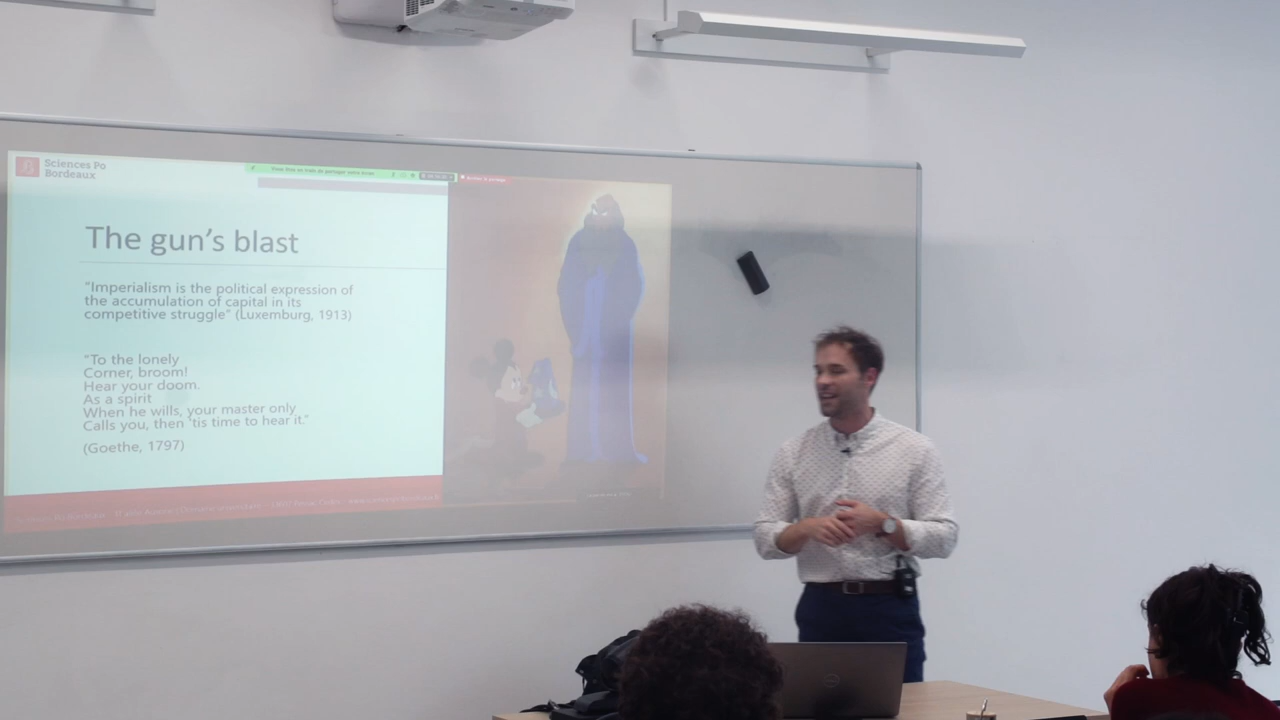 Sciences Po
Bordeaux
The gun's blast
“Imperialism is the political expression of
the accumulation of capital in its
competitive struggle” (Luxemburg, 1913)
“To the lonely
Corner, broom!
Hear your doom.
As a spirit
When he wills, your master only
Calls you, then ‘tis time to hear it.”
(Goethe, 1797)
DELL